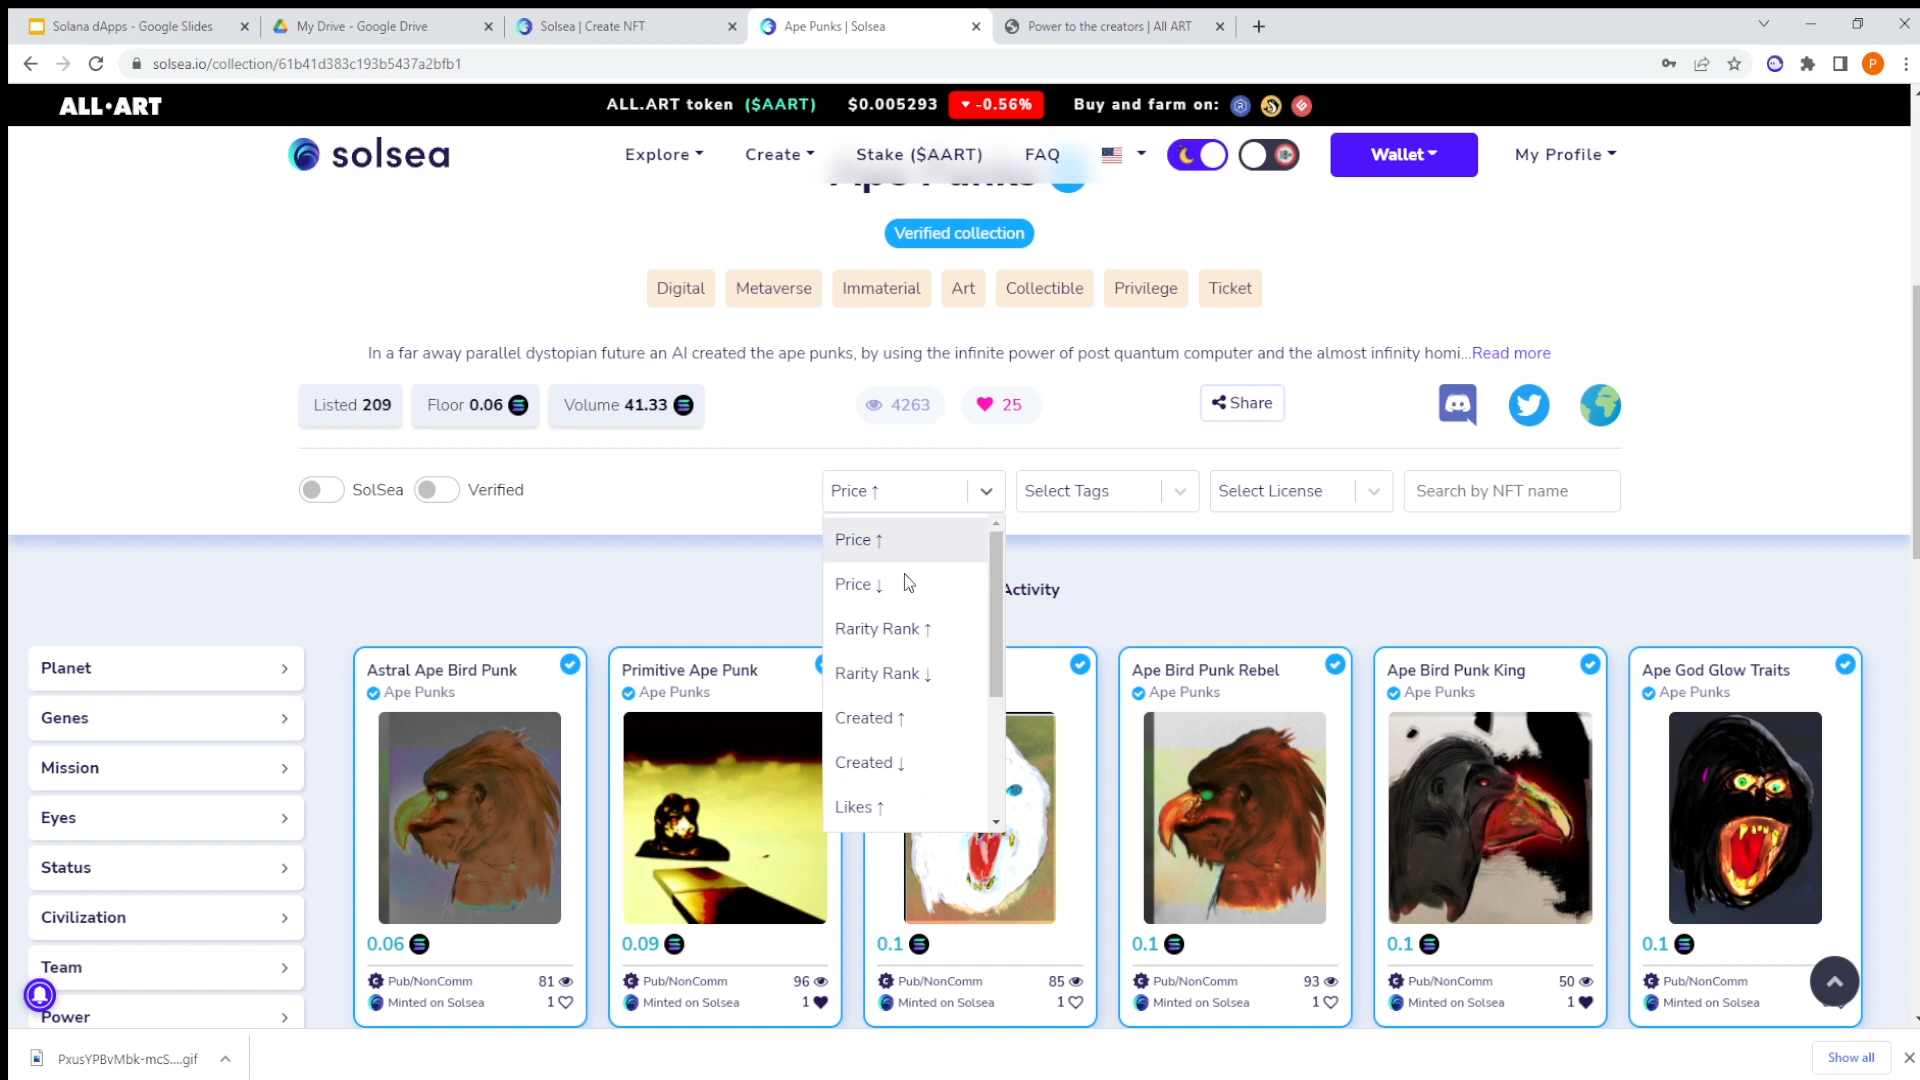 Solana dApps - Google Slides
My Drive - Google Drive
Solsea | Create NFT
Ape Punks | Solsea
Power to the creators | All ART
solsea.io/collection/61b41d383c193b5437a2bfb1
P
ALL•ART
ALL.ART token ($AART) $0.005293 -0.56% Buy and farm on:
solsea
Explore
Create
Stake ($AART)
FAQ
Wallet
My Profile
Ape Punks
Verified collection
Digital
Metaverse
Immaterial
Art
Collectible
Privilege
Ticket
In a far away parallel dystopian future an AI created the ape punks, by using the infinite power of post quantum computer and the almost infinity homi...Read more
Listed 209
Floor 0.06
Volume 41.33
4263
25
Share
SolSea
Verified
Price ↑
Select Tags
Select License
Search by NFT name
Price ↑
Price ↓
Rarity Rank ↑
Rarity Rank ↓
Created ↑
Created ↓
Likes ↑
Activity
Planet
Genes
Mission
Eyes
Status
Civilization
Team
Power
Astral Ape Bird Punk
Ape Punks
0.06
Pub/NonComm 81
Minted on Solsea 1
Primitive Ape Punk
Ape Punks
0.09
Pub/NonComm 96
Minted on Solsea 1
0.1
Pub/NonComm 85
Minted on Solsea 1
Ape Bird Punk Rebel
Ape Punks
0.1
Pub/NonComm 93
Minted on Solsea 1
Ape Bird Punk King
Ape Punks
0.1
Pub/NonComm 50
Minted on Solsea 1
Ape God Glow Traits
Ape Punks
0.1
Pub/NonComm
Minted on Solsea
PxusYPBvMbk-mcS....gif
Show all